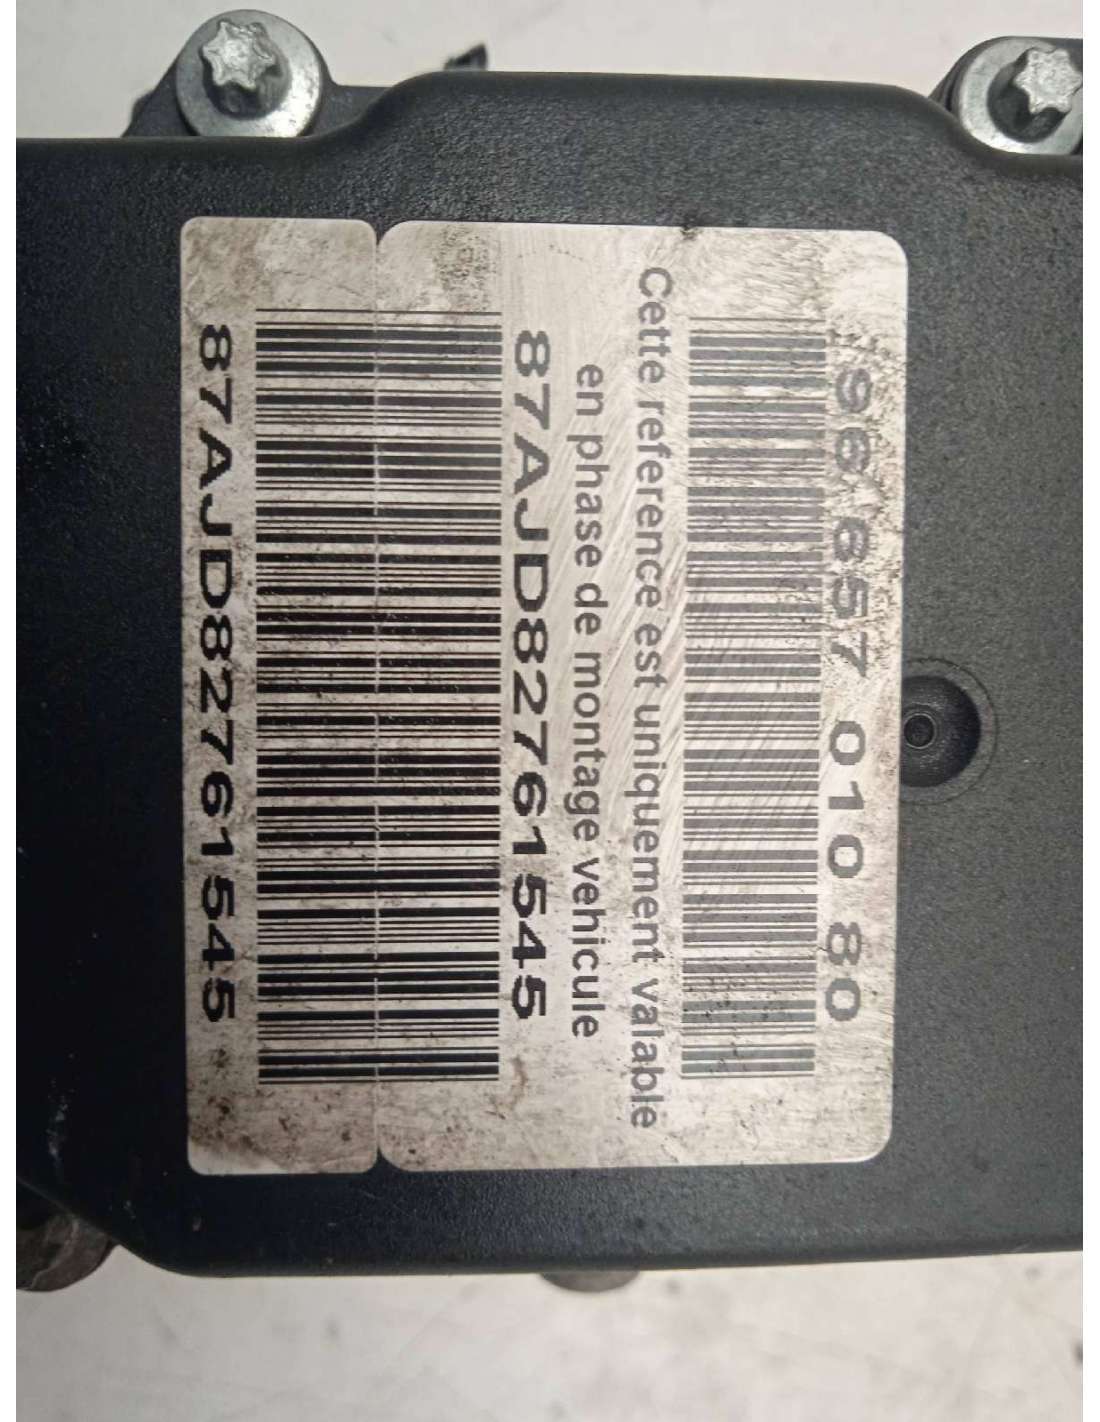 96 657 010 80
Cette reference est uniquement valable
en phase de montage vehicule
87AJD82761545
87AJD82761545